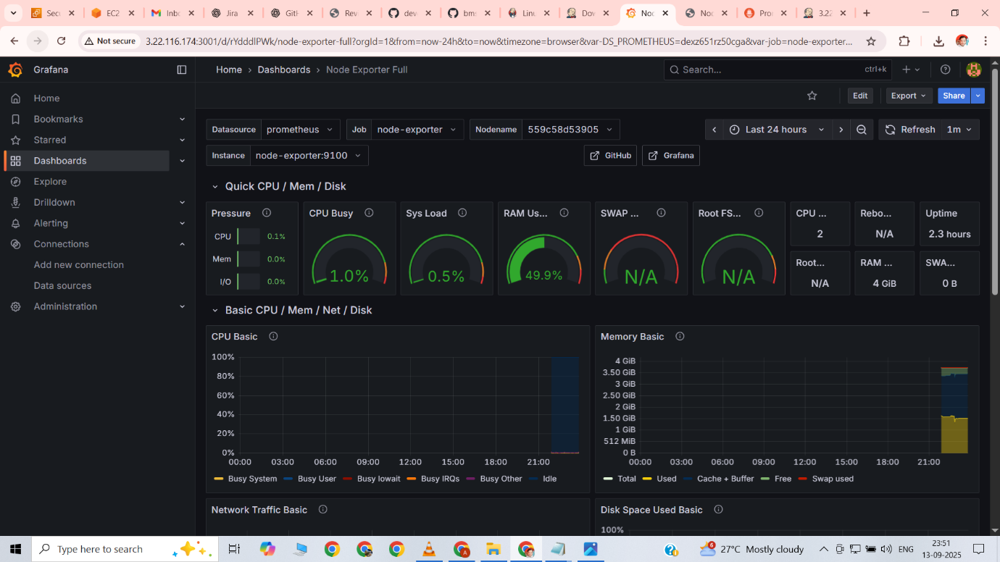 Sec
EC2
Inbo
Jira
GitH
Rev
dev
bms
Linu
Dow
Noc
Noc
Pro
3.22
Not secure
3.22.116.174:3001/d/rYdddlPWk/node-exporter-full?orgId=1&from=now-24h&to=now&timezone=browser&var-DS_PROMETHEUS=dexz651rz50cga&var-job=node-exporter...
Grafana
Home › Dashboards › Node Exporter Full
Search...
ctrl+k
Edit
Export
Share
Home
Bookmarks
Starred
Dashboards
Explore
Drilldown
Alerting
Connections
Add new connection
Data sources
Administration
Datasource prometheus
Job node-exporter
Nodename 559c58d53905
Last 24 hours
Refresh 1m
Instance node-exporter:9100
GitHub
Grafana
Quick CPU / Mem / Disk
Pressure
CPU 0.1%
Mem 0.0%
I/O 0.0%
CPU Busy
1.0%
Sys Load
0.5%
RAM Us...
49.9%
SWAP ...
N/A
Root FS...
N/A
CPU ...
2
Rebo...
N/A
Uptime
2.3 hours
Root...
N/A
RAM ...
4 GiB
SWA...
0 B
Basic CPU / Mem / Net / Disk
CPU Basic
100%
80%
60%
40%
20%
0%
00:00 03:00 06:00 09:00 12:00 15:00 18:00 21:00
Busy System Busy User Busy Iowait Busy IRQs Busy Other Idle
Memory Basic
4 GiB
3.50 GiB
3 GiB
2.50 GiB
2 GiB
1.50 GiB
1 GiB
512 MiB
0 B
00:00 03:00 06:00 09:00 12:00 15:00 18:00 21:00
Total Used Cache + Buffer Free Swap used
Network Traffic Basic
Disk Space Used Basic
100%
Type here to search
A
6
27°C Mostly cloudy
ENG
23:51
13-09-2025